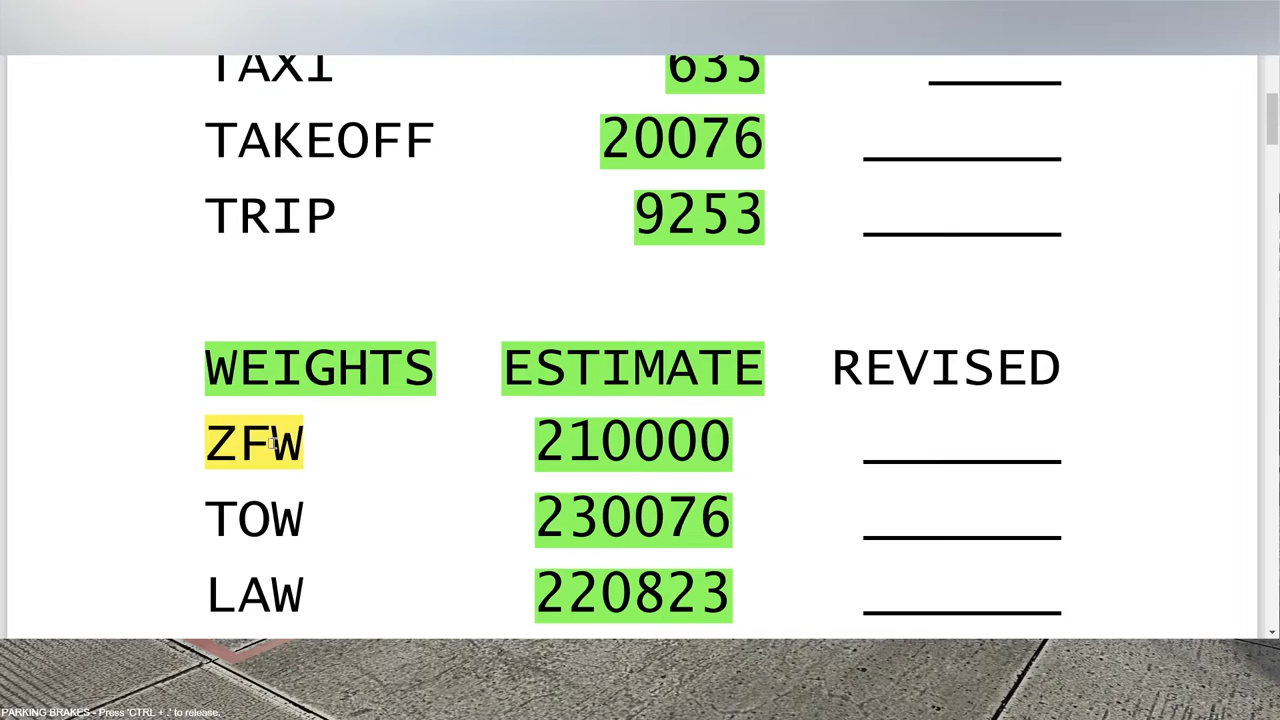 TAXI 635
TAKEOFF 20076
TRIP 9253
WEIGHTS ESTIMATE REVISED
ZFW 210000
TOW 230076
LAW 220823
PARKING BRAKES - Press 'CTRL + .' to release.